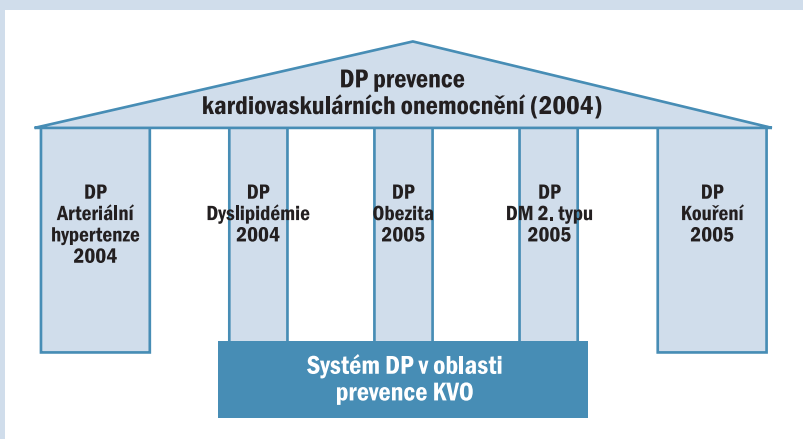 DP prevence
kardiovaskulárních onemocnění (2004)
DP
Arteriální
hypertenze
2004
DP
Dyslipidémie
2004
DP
Obezita
2005
DP
DM 2. typu
2005
DP
Kouření
2005
Systém DP v oblasti
prevence KVO